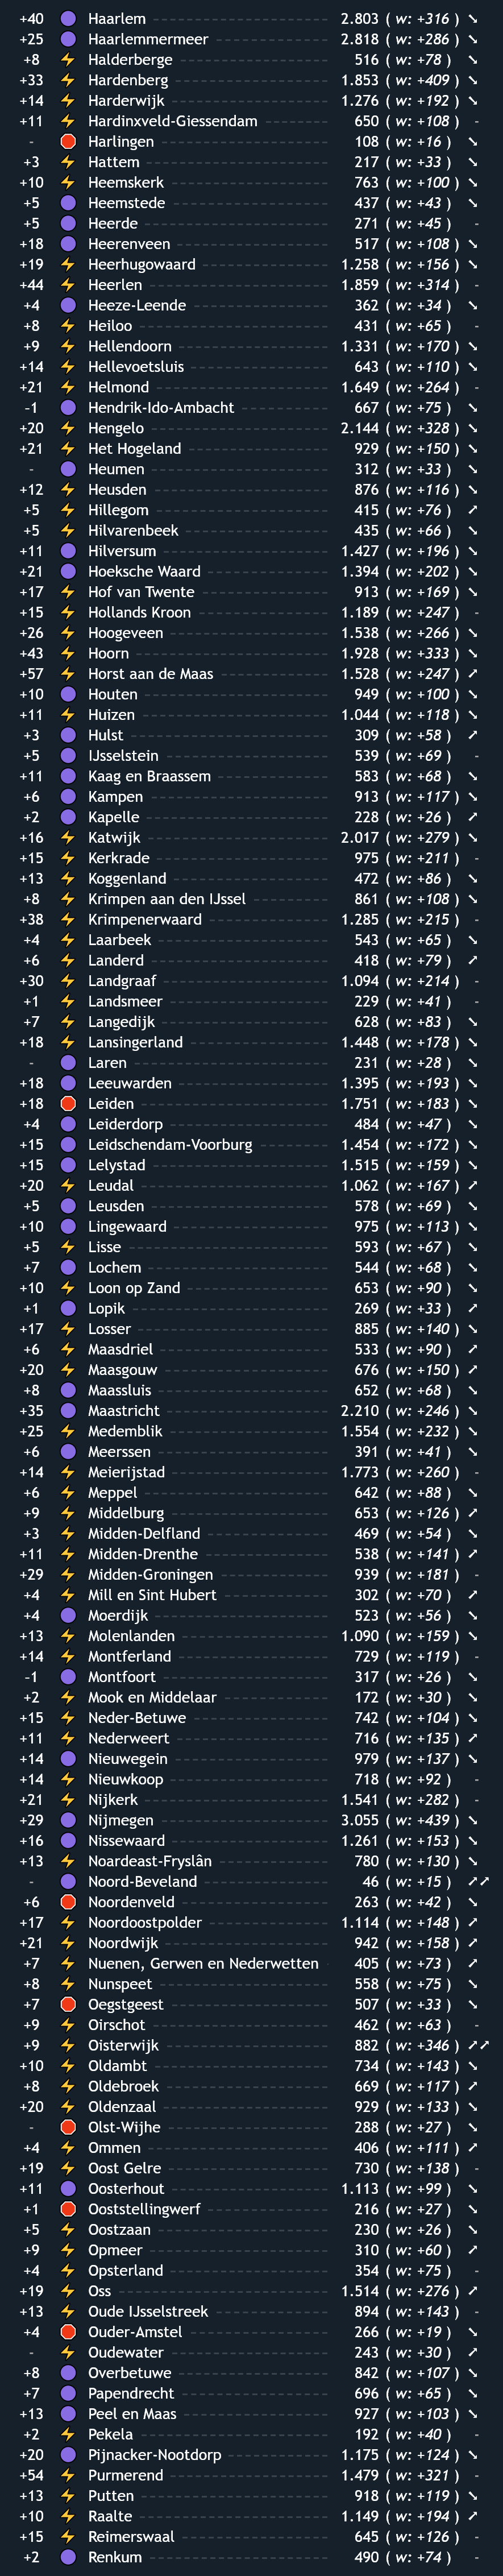 +40 Haarlem 2.803 ( w: +316 ) ↘
+25 Haarlemmermeer 2.818 ( w: +286 ) ↘
+8 Halderberge 516 ( w: +78 ) ↘
+33 Hardenberg 1.853 ( w: +409 ) ↘
+14 Harderwijk 1.276 ( w: +192 ) ↘
+11 Hardinxveld-Giessendam 650 ( w: +108 ) -
- Harlingen 108 ( w: +16 ) ↘
+3 Hattem 217 ( w: +33 ) ↘
+10 Heemskerk 763 ( w: +100 ) ↘
+5 Heemstede 437 ( w: +43 ) ↘
+5 Heerde 271 ( w: +45 ) -
+18 Heerenveen 517 ( w: +108 ) ↘
+19 Heerhugowaard 1.258 ( w: +156 ) ↘
+44 Heerlen 1.859 ( w: +314 ) -
+4 Heeze-Leende 362 ( w: +34 ) ↘
+8 Heiloo 431 ( w: +65 ) -
+9 Hellendoorn 1.331 ( w: +170 ) ↘
+14 Hellevoetsluis 643 ( w: +110 ) ↘
+21 Helmond 1.649 ( w: +264 ) -
-1 Hendrik-Ido-Ambacht 667 ( w: +75 ) ↘
+20 Hengelo 2.144 ( w: +328 ) ↘
+21 Het Hogeland 929 ( w: +150 ) ↘
- Heumen 312 ( w: +33 ) ↘
+12 Heusden 876 ( w: +116 ) ↘
+5 Hillegom 415 ( w: +76 ) ↗
+5 Hilvarenbeek 435 ( w: +66 ) ↘
+11 Hilversum 1.427 ( w: +196 ) ↘
+21 Hoeksche Waard 1.394 ( w: +202 ) ↘
+17 Hof van Twente 913 ( w: +169 ) ↘
+15 Hollands Kroon 1.189 ( w: +247 ) -
+26 Hoogeveen 1.538 ( w: +266 ) ↘
+43 Hoorn 1.928 ( w: +333 ) ↘
+57 Horst aan de Maas 1.528 ( w: +247 ) ↗
+10 Houten 949 ( w: +100 ) ↘
+11 Huizen 1.044 ( w: +118 ) ↘
+3 Hulst 309 ( w: +58 ) ↗
+5 IJsselstein 539 ( w: +69 ) -
+11 Kaag en Braassem 583 ( w: +68 ) ↘
+6 Kampen 913 ( w: +117 ) ↘
+2 Kapelle 228 ( w: +26 ) ↗
+16 Katwijk 2.017 ( w: +279 ) ↘
+15 Kerkrade 975 ( w: +211 ) -
+13 Koggenland 472 ( w: +86 ) ↘
+8 Krimpen aan den IJssel 861 ( w: +108 ) ↘
+38 Krimpenerwaard 1.285 ( w: +215 ) -
+4 Laarbeek 543 ( w: +65 ) ↘
+6 Landerd 418 ( w: +79 ) ↗
+30 Landgraaf 1.094 ( w: +214 ) -
+1 Landsmeer 229 ( w: +41 ) -
+7 Langedijk 628 ( w: +83 ) ↘
+18 Lansingerland 1.448 ( w: +178 ) ↘
- Laren 231 ( w: +28 ) ↘
+18 Leeuwarden 1.395 ( w: +193 ) ↘
+18 Leiden 1.751 ( w: +183 ) ↘
+4 Leiderdorp 484 ( w: +47 ) ↘
+15 Leidschendam-Voorburg 1.454 ( w: +172 ) ↘
+15 Lelystad 1.515 ( w: +159 ) ↘
+20 Leudal 1.062 ( w: +167 ) ↗
+5 Leusden 578 ( w: +69 ) ↘
+10 Lingewaard 975 ( w: +113 ) ↘
+5 Lisse 593 ( w: +67 ) ↘
+7 Lochem 544 ( w: +68 ) ↘
+10 Loon op Zand 653 ( w: +90 ) ↘
+1 Lopik 269 ( w: +33 ) ↗
+17 Losser 885 ( w: +140 ) ↘
+6 Maasdriel 533 ( w: +90 ) ↗
+20 Maasgouw 676 ( w: +150 ) ↗
+8 Maassluis 652 ( w: +68 ) ↘
+35 Maastricht 2.210 ( w: +246 ) ↘
+25 Medemblik 1.554 ( w: +232 ) ↘
+6 Meerssen 391 ( w: +41 ) ↘
+14 Meierijstad 1.773 ( w: +260 ) -
+6 Meppel 642 ( w: +88 ) ↘
+9 Middelburg 653 ( w: +126 ) ↗
+3 Midden-Delfland 469 ( w: +54 ) ↘
+11 Midden-Drenthe 538 ( w: +141 ) ↗
+29 Midden-Groningen 939 ( w: +181 ) -
+4 Mill en Sint Hubert 302 ( w: +70 ) ↗
+4 Moerdijk 523 ( w: +56 ) ↘
+13 Molenlanden 1.090 ( w: +159 ) ↘
+14 Montferland 729 ( w: +119 ) -
-1 Montfoort 317 ( w: +26 ) ↘
+2 Mook en Middelaar 172 ( w: +30 ) ↘
+15 Neder-Betuwe 742 ( w: +104 ) ↘
+11 Nederweert 716 ( w: +135 ) ↗
+14 Nieuwegein 979 ( w: +137 ) ↘
+14 Nieuwkoop 718 ( w: +92 ) -
+21 Nijkerk 1.541 ( w: +282 ) -
+29 Nijmegen 3.055 ( w: +439 ) ↘
+16 Nissewaard 1.261 ( w: +153 ) ↘
+13 Noardeast-Fryslân 780 ( w: +130 ) ↘
- Noord-Beveland 46 ( w: +15 ) ↗↗
+6 Noordenveld 263 ( w: +42 ) ↘
+17 Noordoostpolder 1.114 ( w: +148 ) ↗
+21 Noordwijk 942 ( w: +158 ) ↗
+7 Nuenen, Gerwen en Nederwetten 405 ( w: +73 ) ↗
+8 Nunspeet 558 ( w: +75 ) ↘
+7 Oegstgeest 507 ( w: +33 ) ↘
+9 Oirschot 462 ( w: +63 ) -
+9 Oisterwijk 882 ( w: +346 ) ↗↗
+10 Oldambt 734 ( w: +143 ) ↘
+8 Oldebroek 669 ( w: +117 ) ↗
+20 Oldenzaal 929 ( w: +133 ) ↘
- Olst-Wijhe 288 ( w: +27 ) ↘
+4 Ommen 406 ( w: +111 ) ↗
+19 Oost Gelre 730 ( w: +138 ) -
+11 Oosterhout 1.113 ( w: +99 ) ↘
+1 Ooststellingwerf 216 ( w: +27 ) ↘
+5 Oostzaan 230 ( w: +26 ) ↘
+9 Opmeer 310 ( w: +60 ) ↗
+4 Opsterland 354 ( w: +75 ) -
+19 Oss 1.514 ( w: +276 ) ↗
+13 Oude IJsselstreek 894 ( w: +143 ) -
+4 Ouder-Amstel 266 ( w: +19 ) ↘
- Oudewater 243 ( w: +30 ) ↗
+8 Overbetuwe 842 ( w: +107 ) ↘
+7 Papendrecht 696 ( w: +65 ) ↘
+13 Peel en Maas 927 ( w: +103 ) ↘
+2 Pekela 192 ( w: +40 ) -
+20 Pijnacker-Nootdorp 1.175 ( w: +124 ) ↘
+54 Purmerend 1.479 ( w: +321 ) -
+13 Putten 918 ( w: +119 ) ↘
+10 Raalte 1.149 ( w: +194 ) ↗
+15 Reimerswaal 645 ( w: +126 ) -
+2 Renkum 490 ( w: +74 ) -